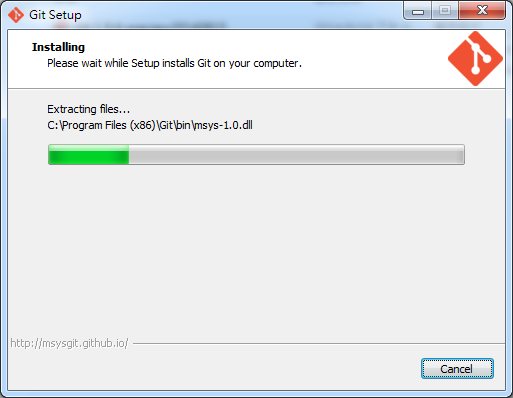 Git Setup
Installing
Please wait while Setup installs Git on your computer.
Extracting files...
C:\Program Files (x86)\Git\bin\msys-1.0.dll
http://msysgit.github.io/
Cancel